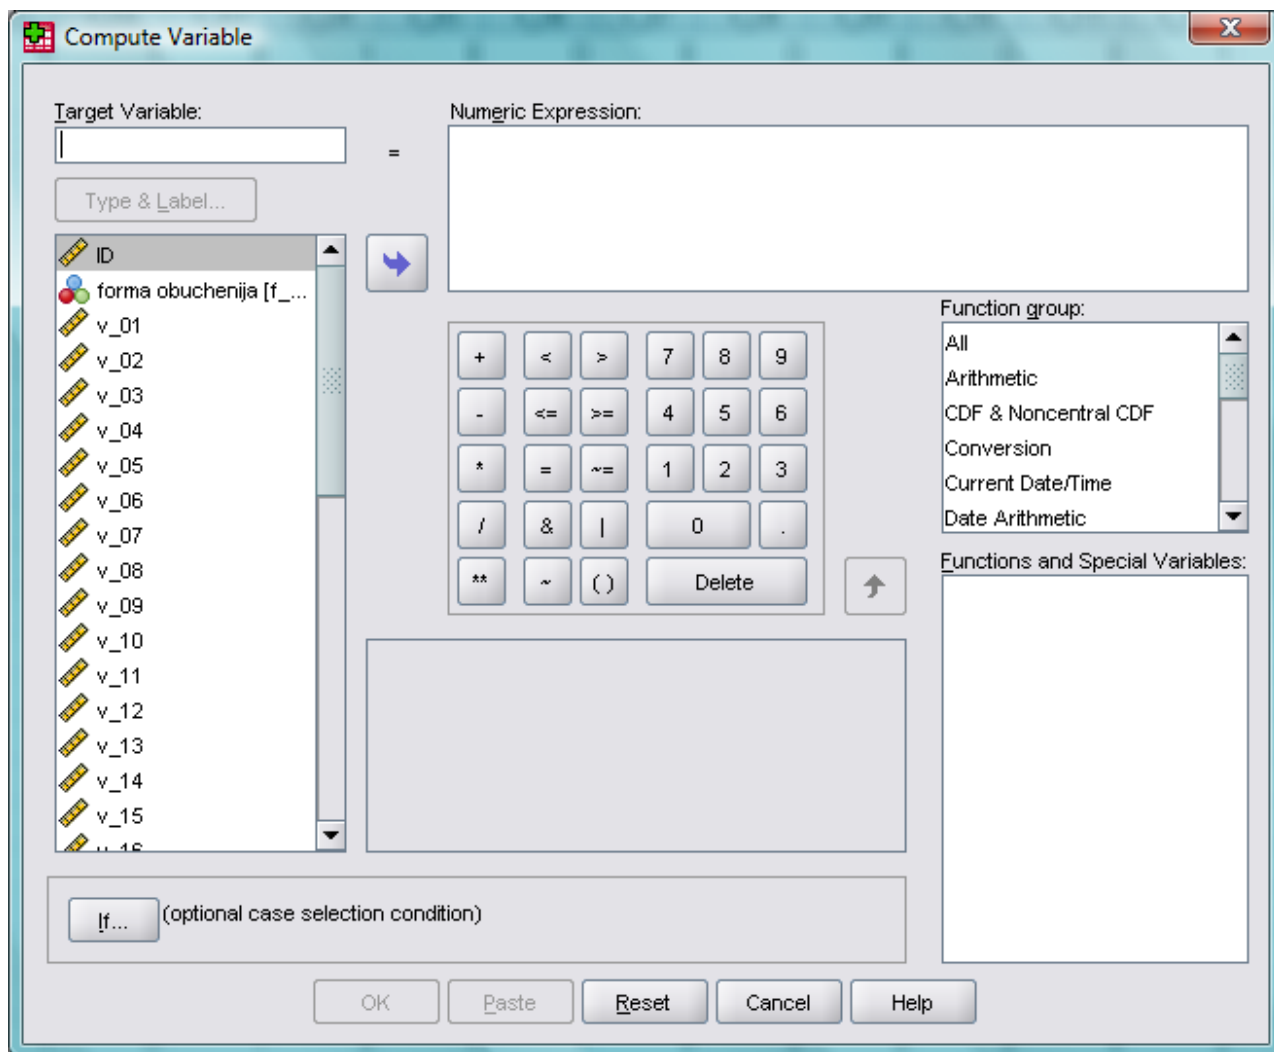 Compute Variable
X
Target Variable:
=
Type & Label...
Numeric Expression:
ID
forma obuchenija [f_...
v_01
v_02
v_03
v_04
v_05
v_06
v_07
v_08
v_09
v_10
v_11
v_12
v_13
v_14
v_15
+ < > 7 8 9
- <= >= 4 5 6
* = ~= 1 2 3
/ & | 0 .
** ~ ( ) Delete
Function group:
All
Arithmetic
CDF & Noncentral CDF
Conversion
Current Date/Time
Date Arithmetic
Functions and Special Variables:
If... (optional case selection condition)
OK Paste Reset Cancel Help